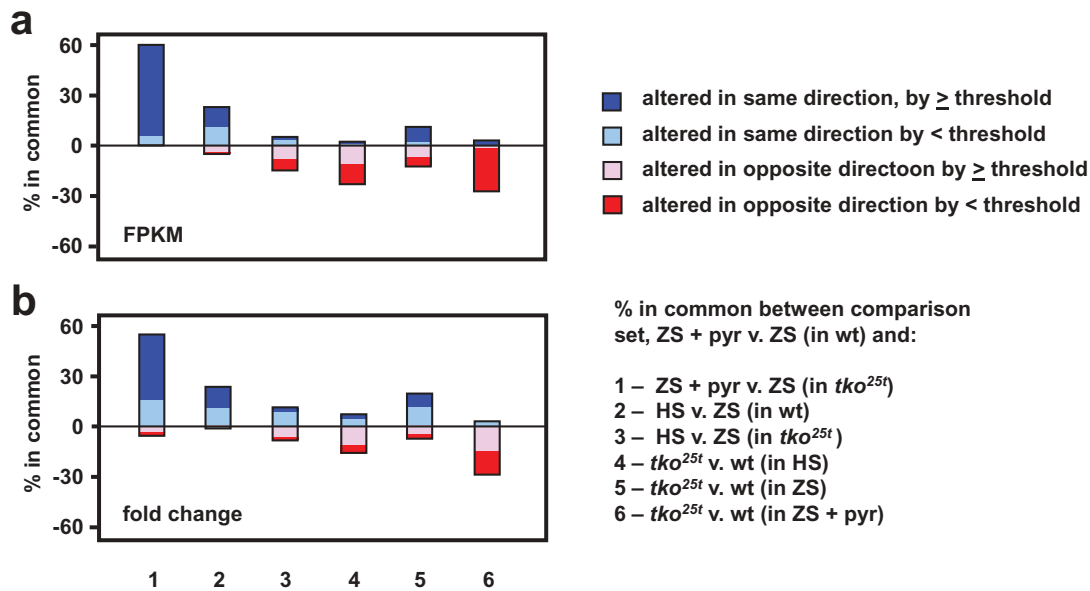 a
60
30
0
-30
-60
% in common
FPKM
altered in same direction, by ≥ threshold
altered in same direction by < threshold
altered in opposite directoon by ≥ threshold
altered in opposite direction by < threshold
b
60
30
0
-30
-60
% in common
fold change
1 2 3 4 5 6
% in common between comparison
set, ZS + pyr v. ZS (in wt) and:
1 – ZS + pyr v. ZS (in tko25t)
2 – HS v. ZS (in wt)
3 – HS v. ZS (in tko25t )
4 – tko25t v. wt (in HS)
5 – tko25t v. wt (in ZS)
6 – tko25t v. wt (in ZS + pyr)